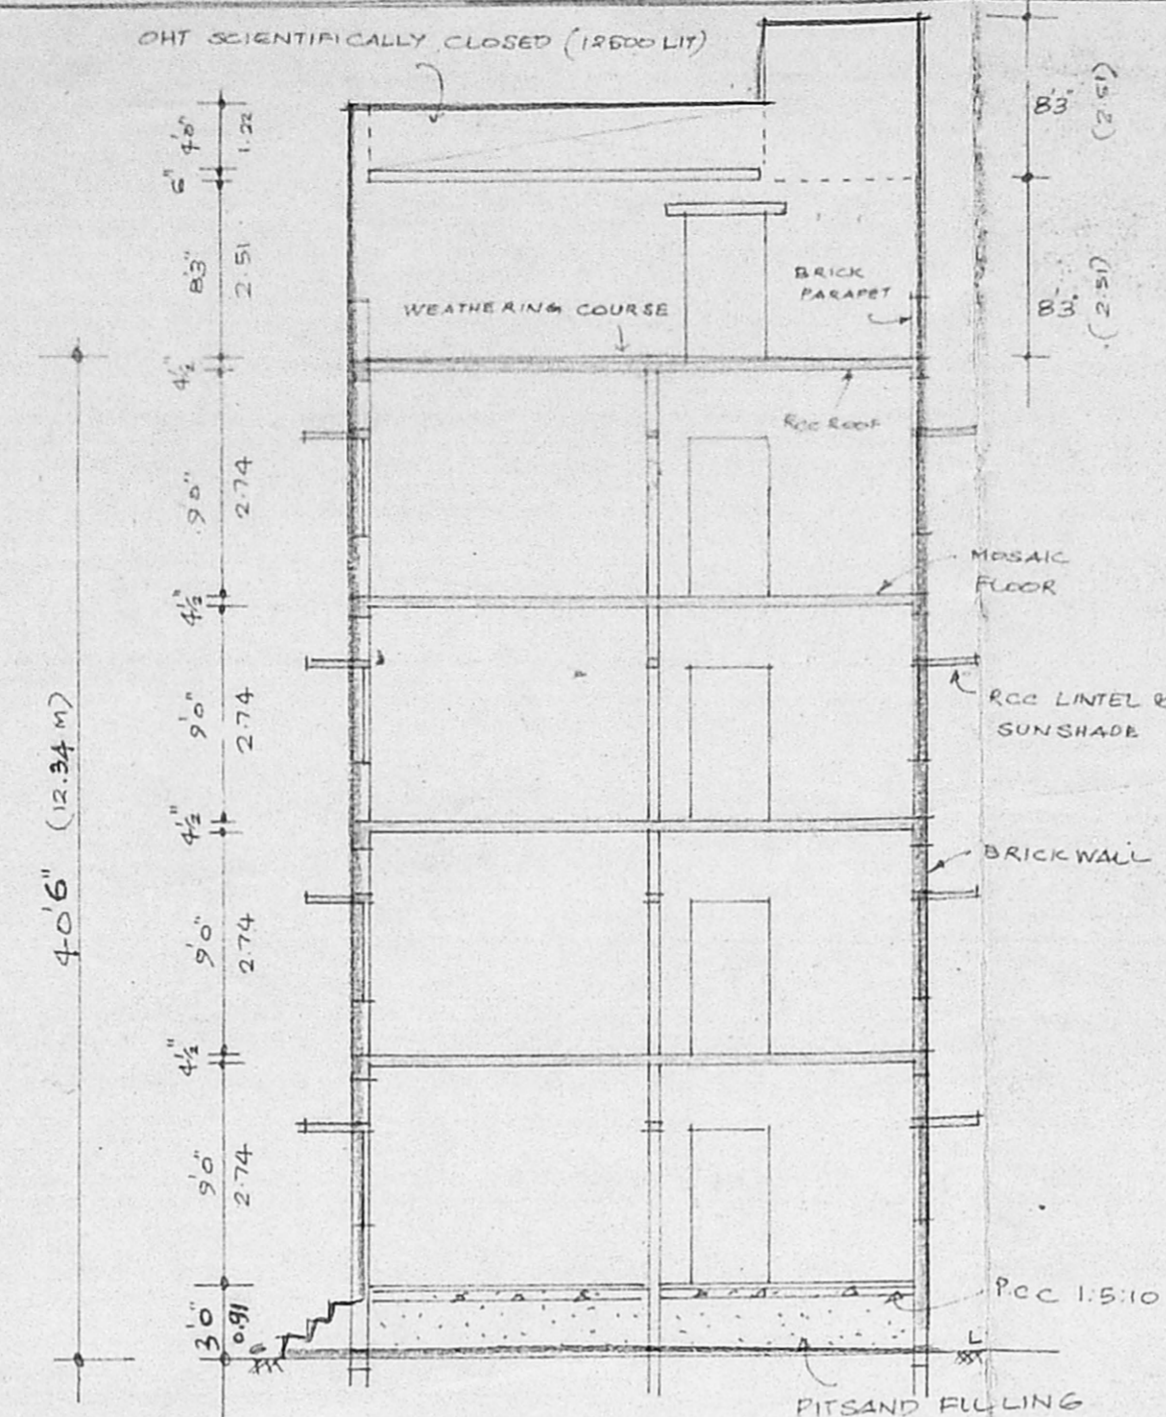 OHT SCIENTIFICALLY CLOSED (12500 LIT)
4'0"
1.22
6"
8'3"
2.51
8'3"
(2.51)
8'3"
(2.51)
BRICK
PARAPET
WEATHERING COURSE
RCC ROOF
4½"
9'0"
2.74
4½"
MOSAIC
FLOOR
9'0"
2.74
RCC LINTEL &
SUNSHADE
40'6" (12.34 M)
4½"
BRICK WALL
9'0"
2.74
4½"
9'0"
2.74
PCC 1:5:10
3'0"
0.91
G
L
PITSAND FILLING